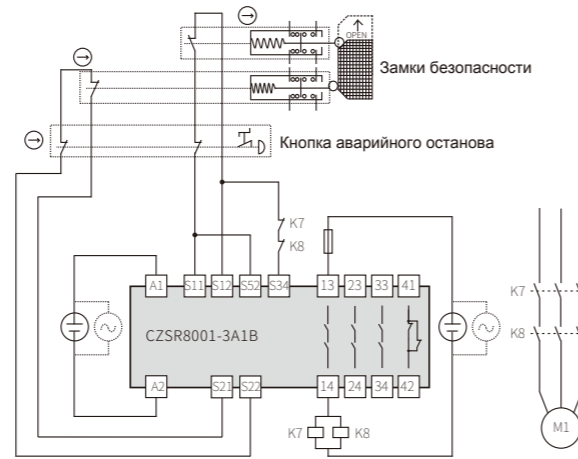 OPEN
Замки безопасности
Кнопка аварийного останова
K7
K8
A1 S11 S12 S52 S34 13 23 33 41
CZSR8001-3A1B
K7
K8
A2 S21 S22 14 24 34 42
K7 K8
M1